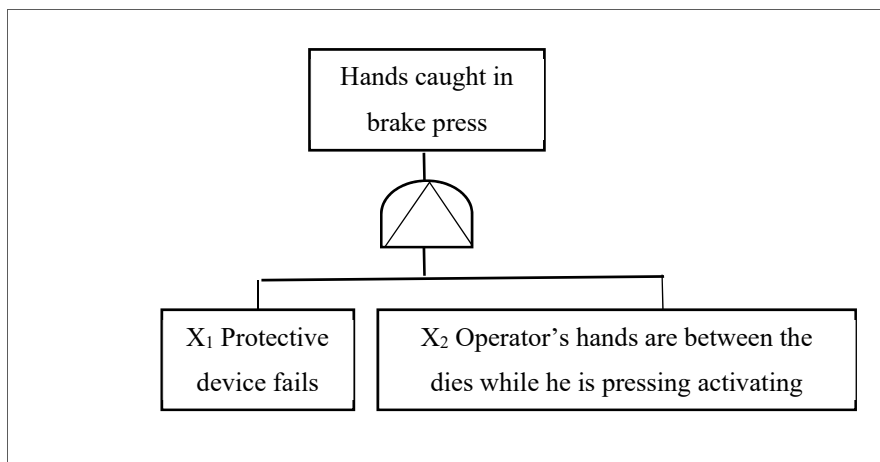 Hands caught in
brake press
X₁ Protective
device fails
X₂ Operator’s hands are between the
dies while he is pressing activating